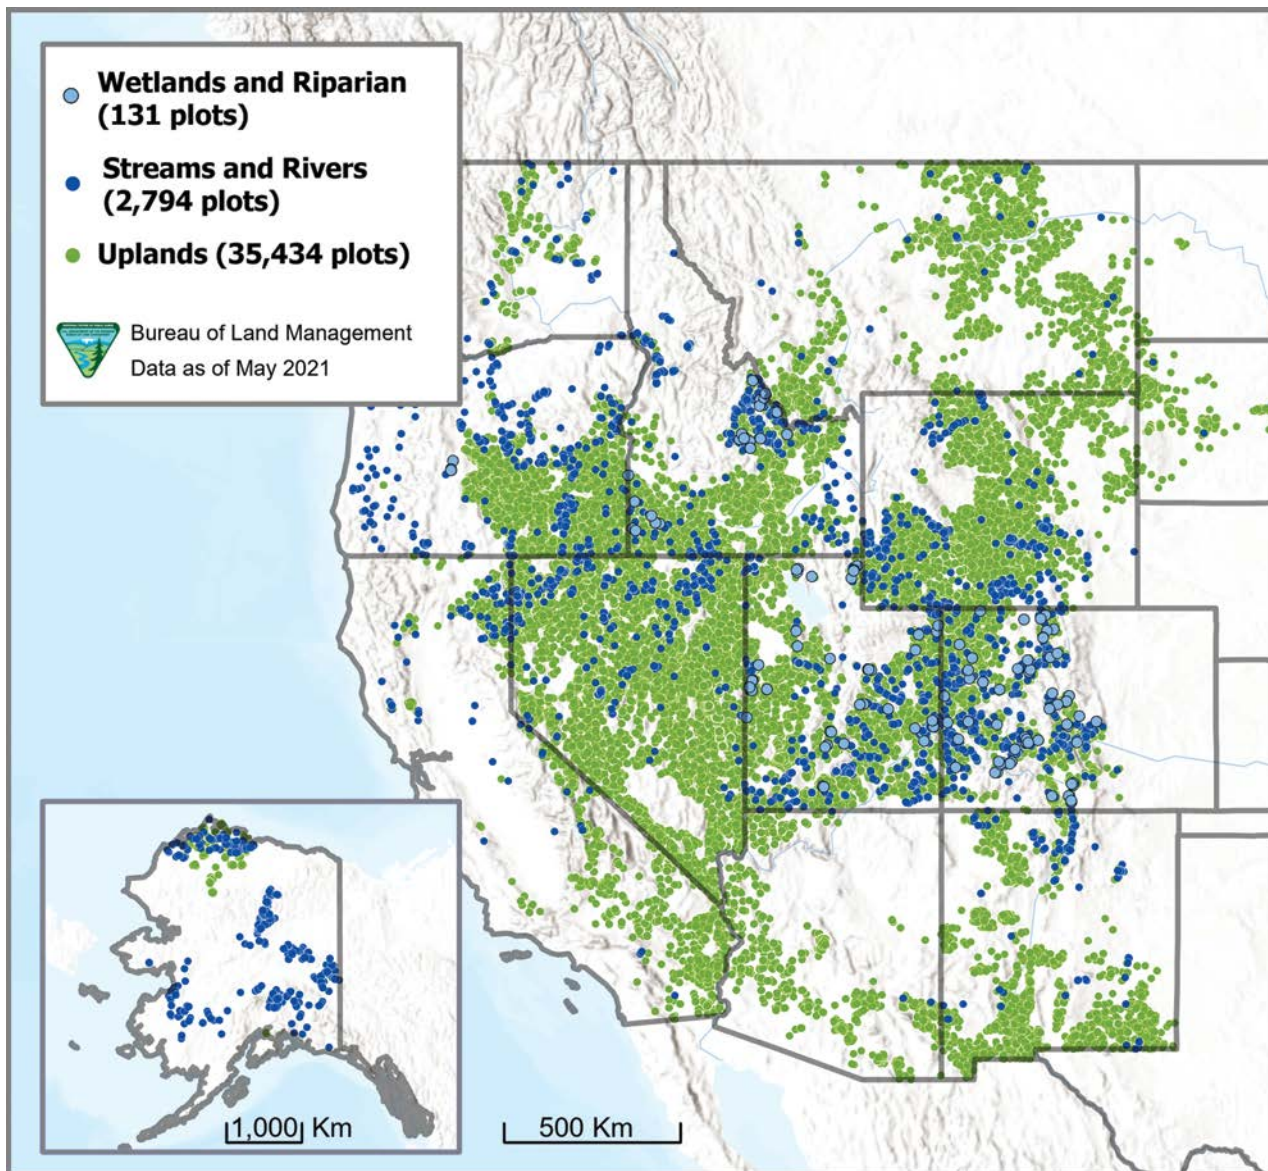 Wetlands and Riparian
(131 plots)
Streams and Rivers
(2,794 plots)
Uplands (35,434 plots)
Bureau of Land Management
Data as of May 2021
1,000 Km
500 Km